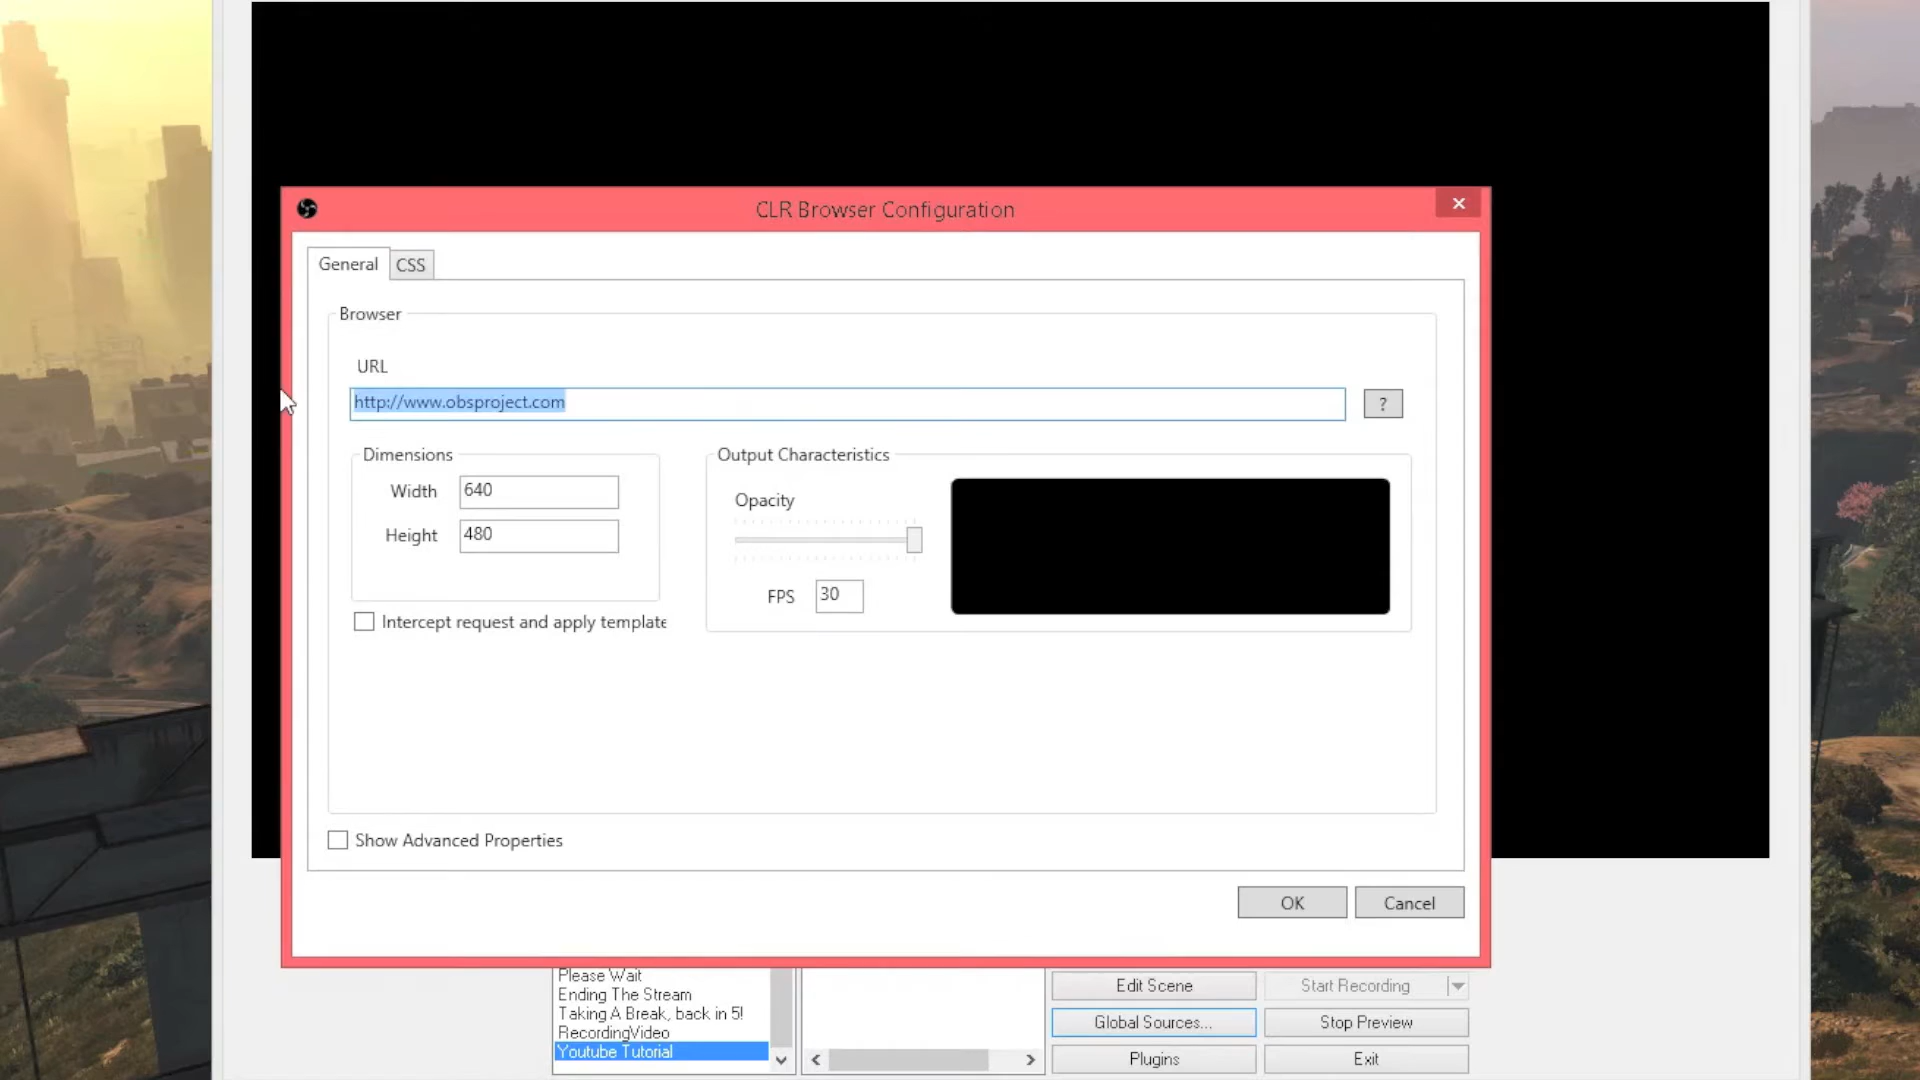 CLR Browser Configuration
General
CSS
Browser
URL
http://www.obsproject.com
?
Dimensions
Width
640
Height
480
Intercept request and apply template
Output Characteristics
Opacity
FPS
30
Show Advanced Properties
OK
Cancel
Please Wait
Ending The Stream
Taking A Break, back in 5!
RecordingVideo
Youtube Tutorial
Edit Scene
Start Recording
Global Sources...
Stop Preview
Plugins
Exit